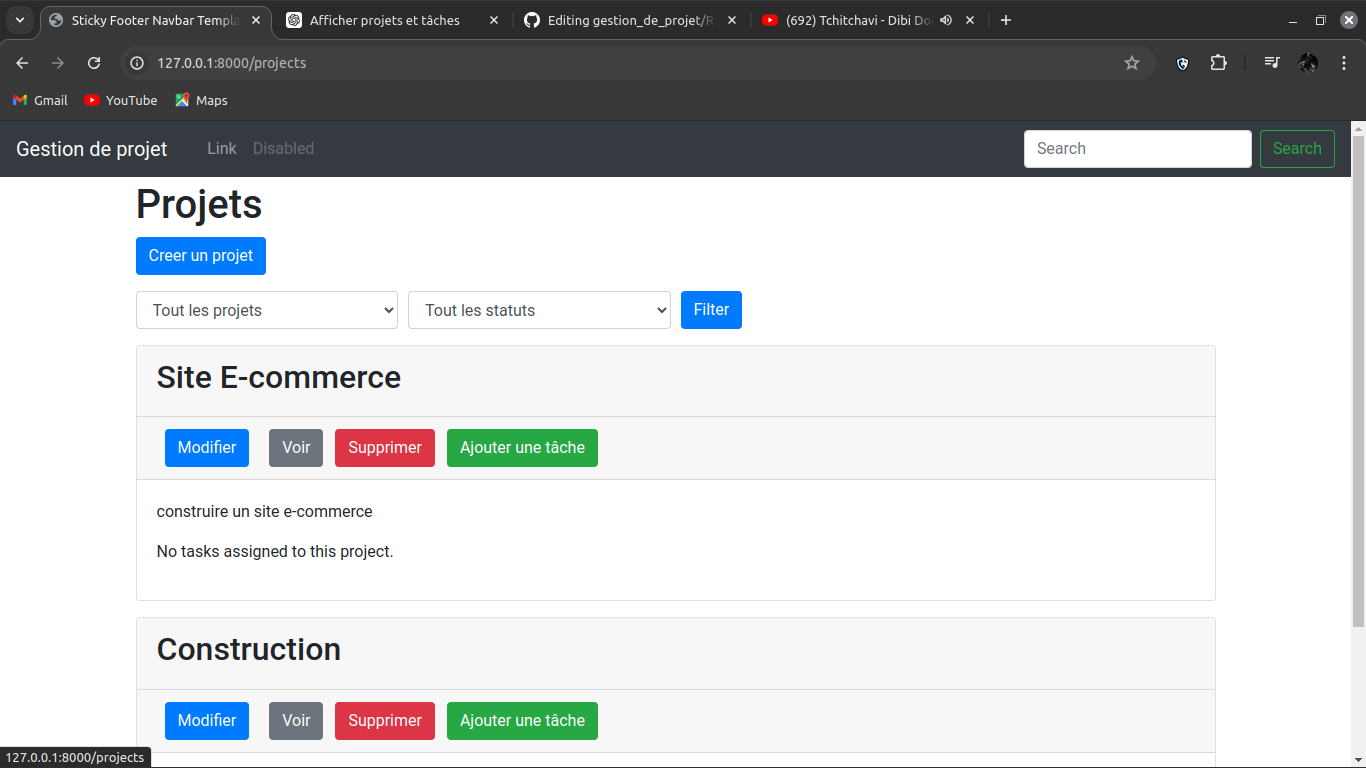 Sticky Footer Navbar Templa
Afficher projets et tâches
Editing gestion_de_projet/R
(692) Tchitchavi - Dibi Do
127.0.0.1:8000/projects
Gmail YouTube Maps
Gestion de projet Link Disabled Search Search
Projets
Creer un projet
Tout les projets Tout les statuts Filter
Site E-commerce
Modifier Voir Supprimer Ajouter une tâche
construire un site e-commerce
No tasks assigned to this project.
Construction
Modifier Voir Supprimer Ajouter une tâche
127.0.0.1:8000/projects